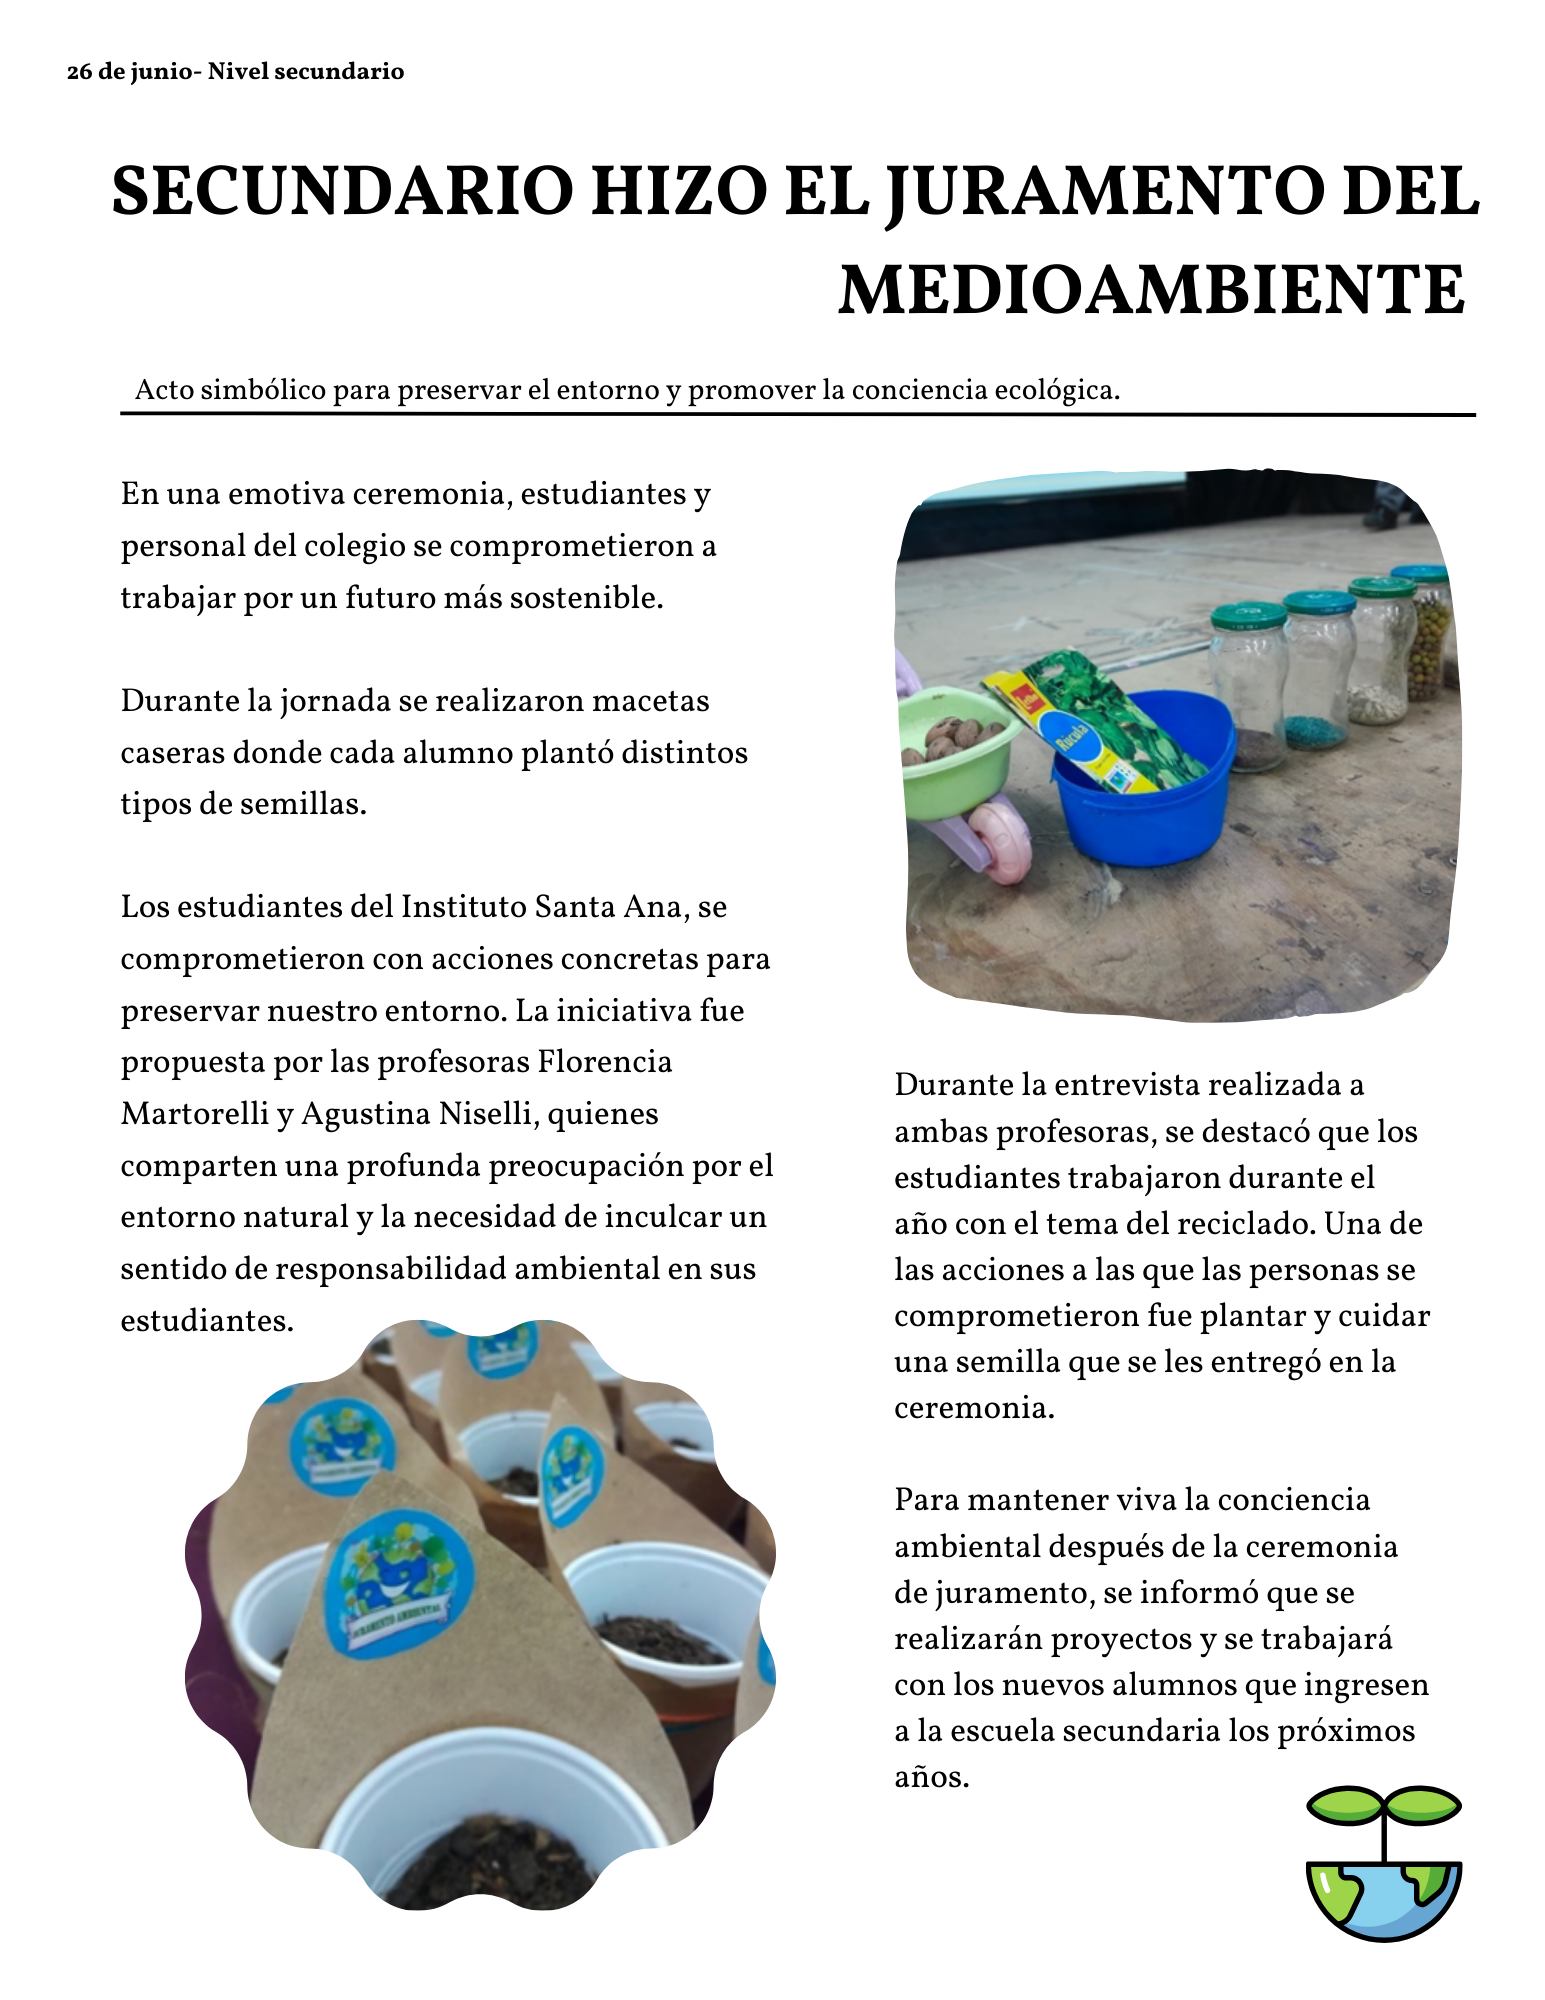 26 de junio- Nivel secundario
SECUNDARIO HIZO EL JURAMENTO DEL
MEDIOAMBIENTE
Acto simbólico para preservar el entorno y promover la conciencia ecológica.
En una emotiva ceremonia, estudiantes y
personal del colegio se comprometieron a
trabajar por un futuro más sostenible.
Durante la jornada se realizaron macetas
caseras donde cada alumno plantó distintos
tipos de semillas.
Los estudiantes del Instituto Santa Ana, se
comprometieron con acciones concretas para
preservar nuestro entorno. La iniciativa fue
propuesta por las profesoras Florencia
Martorelli y Agustina Niselli, quienes
comparten una profunda preocupación por el
entorno natural y la necesidad de inculcar un
sentido de responsabilidad ambiental en sus
estudiantes.
JURAMENTO AMBIENTAL
Rúcula
Durante la entrevista realizada a
ambas profesoras, se destacó que los
estudiantes trabajaron durante el
año con el tema del reciclado. Una de
las acciones a las que las personas se
comprometieron fue plantar y cuidar
una semilla que se les entregó en la
ceremonia.
Para mantener viva la conciencia
ambiental después de la ceremonia
de juramento, se informó que se
realizarán proyectos y se trabajará
con los nuevos alumnos que ingresen
a la escuela secundaria los próximos
años.